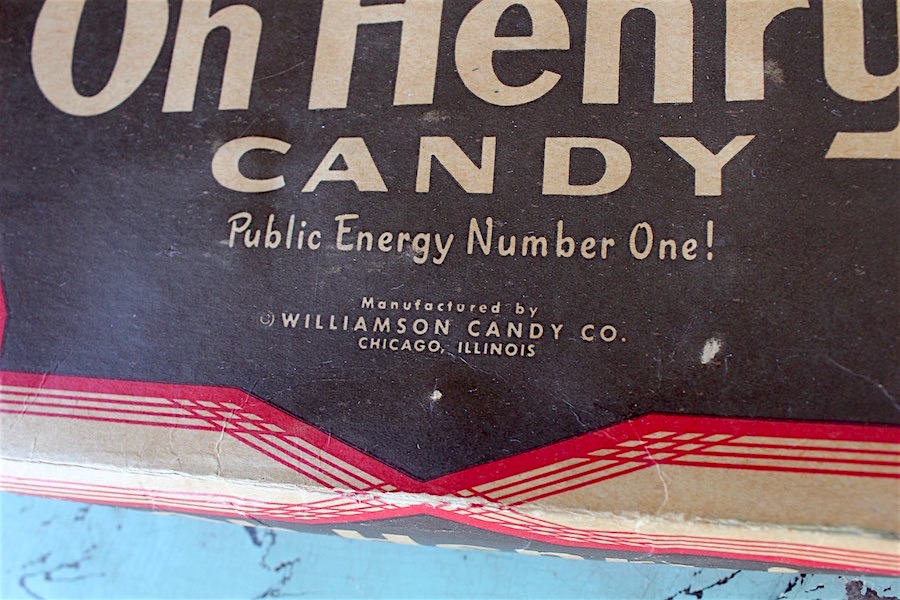 Oh Henry
CANDY
Public Energy Number One!
Manufactured by
©WILLIAMSON CANDY CO.
CHICAGO, ILLINOIS